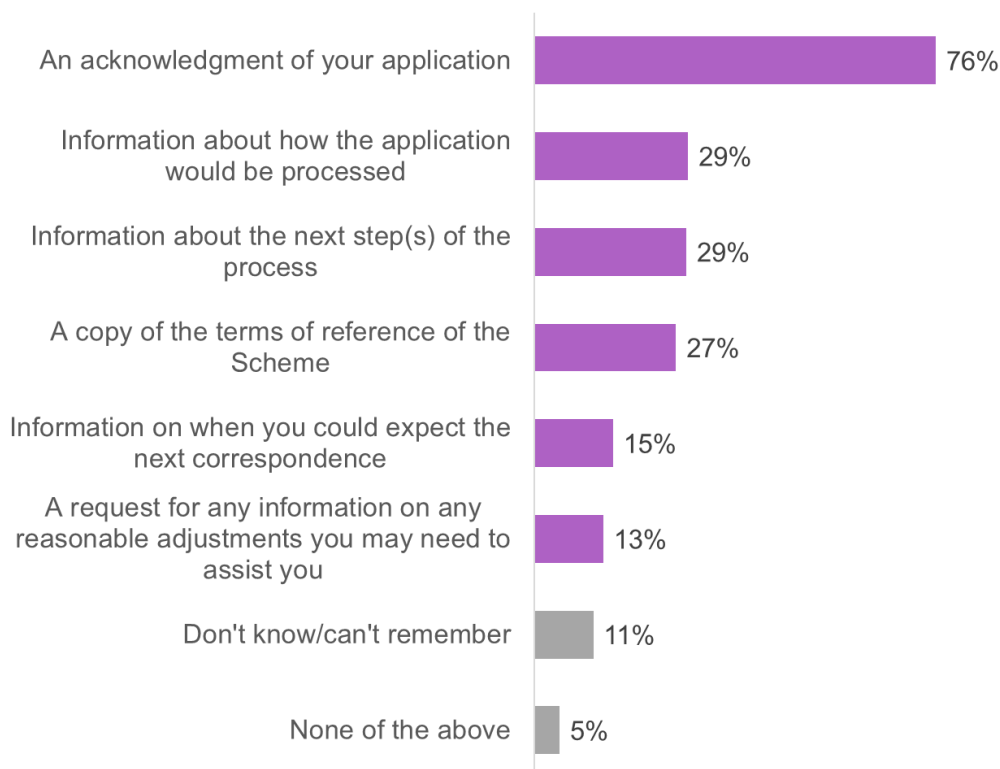 An acknowledgment of your application
76%
Information about how the application
would be processed
29%
Information about the next step(s) of the
process
29%
A copy of the terms of reference of the
Scheme
27%
Information on when you could expect the
next correspondence
15%
A request for any information on any
reasonable adjustments you may need to
assist you
13%
Don't know/can't remember
11%
None of the above
5%